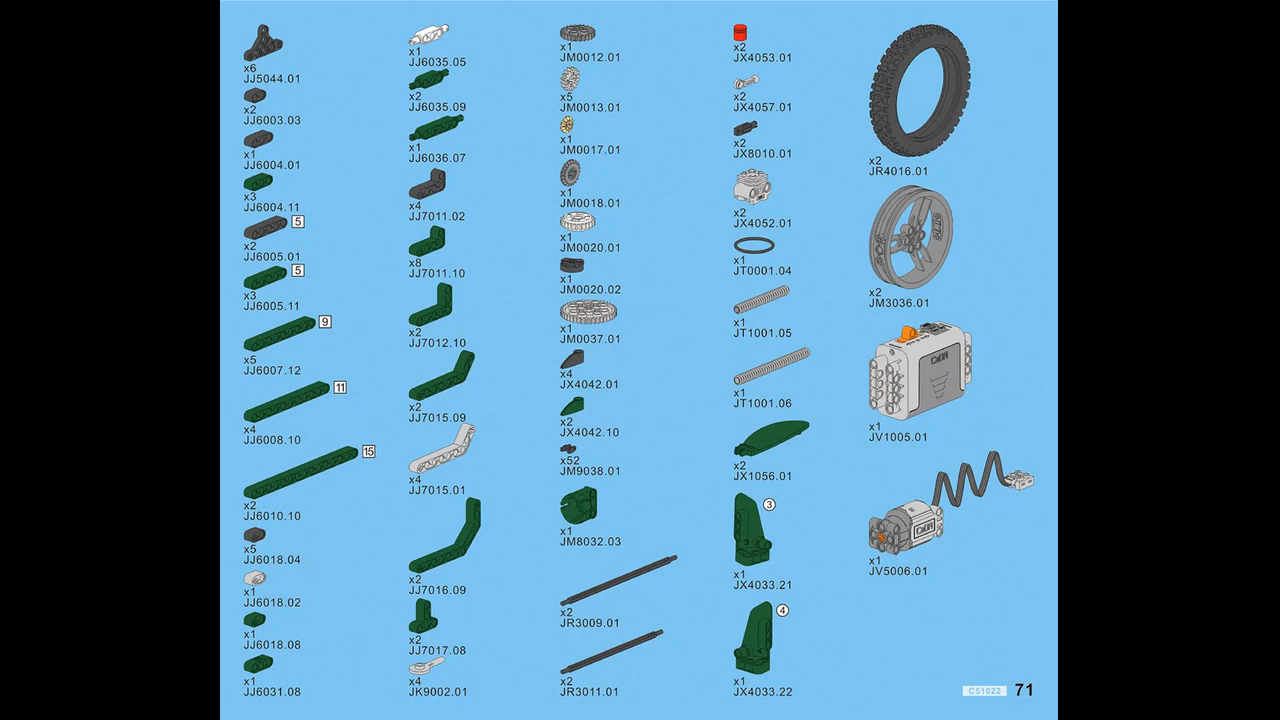 x6
JJ5044.01
x2
JJ6003.03
x1
JJ6004.01
x3
JJ6004.11
5
x2
JJ6005.01
5
x3
JJ6005.11
9
x5
JJ6007.12
11
x4
JJ6008.10
15
x2
JJ6010.10
x5
JJ6018.04
x1
JJ6018.02
x1
JJ6018.08
x1
JJ6031.08
x1
JJ6035.05
x2
JJ6035.09
x1
JJ6036.07
x4
JJ7011.02
x8
JJ7011.10
x2
JJ7012.10
x2
JJ7015.09
x4
JJ7015.01
x2
JJ7016.09
x2
JJ7017.08
x4
JK9002.01
x1
JM0012.01
x5
JM0013.01
x1
JM0017.01
x1
JM0018.01
x1
JM0020.01
x1
JM0020.02
x1
JM0037.01
x4
JX4042.01
x2
JX4042.10
x52
JM9038.01
x1
JM8032.03
x2
JR3009.01
x2
JR3011.01
x2
JX4053.01
x2
JX4057.01
x2
JX8010.01
x2
JX4052.01
x1
JT0001.04
x1
JT1001.05
x1
JT1001.06
x2
JX1056.01
3
x1
JX4033.21
4
x1
JX4033.22
x2
JR4016.01
x2
JM3036.01
x1
JV1005.01
x1
JV5006.01
C51022 71